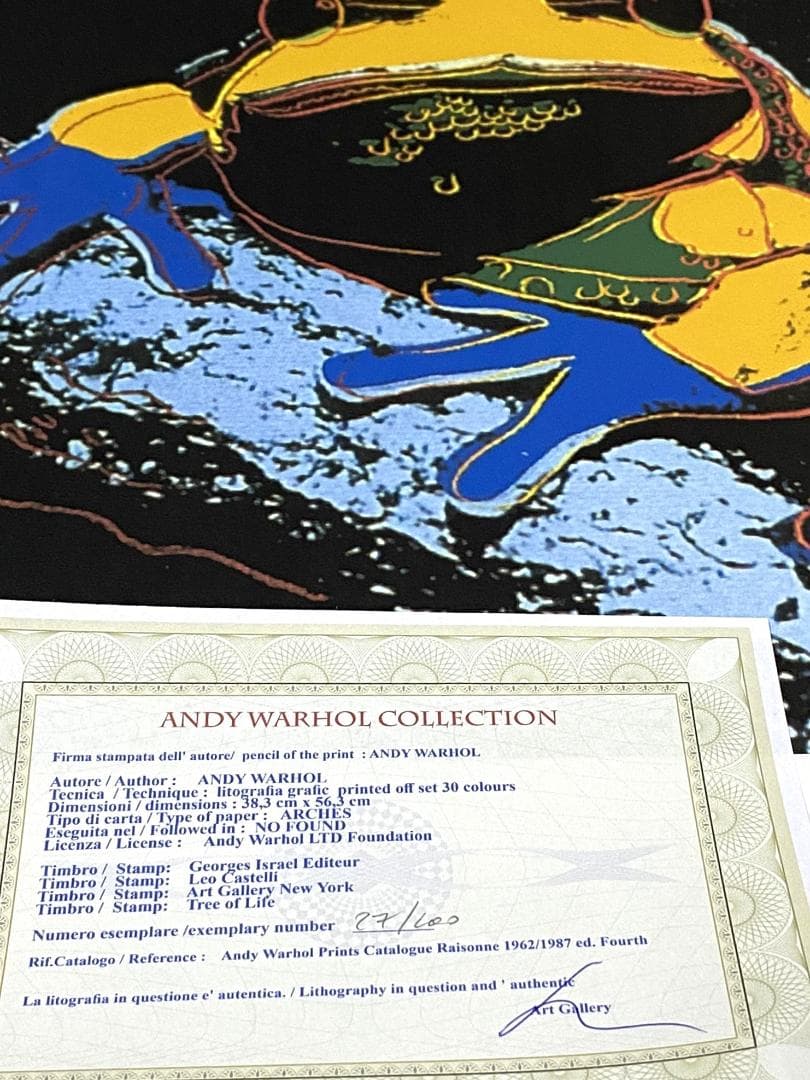 ANDY WARHOL COLLECTION
Firma stampata dell' autore/ pencil of the print : ANDY WARHOL
Autore / Author : ANDY WARHOL
Tecnica / Technique : litografia grafic printed off set 30 colours
Dimensioni / dimensions : 38,3 cm x 56,3 cm
Tipo di carta / Type of paper : ARCHES
Eseguita nel / Followed in : NO FOUND
Licenza / License : Andy Warhol LTD Foundation
Timbro / Stamp: Georges Israel Editeur
Timbro / Stamp: Leo Castelli
Timbro / Stamp: Art Gallery New York
Timbro / Stamp: Tree of Life
Numero esemplare /exemplary number 27/100
Rif.Catalogo / Reference : Andy Warhol Prints Catalogue Raisonne 1962/1987 ed. Fourth
La litografia in questione e' autentica. / Lithography in question and ' authentic
Art Gallery